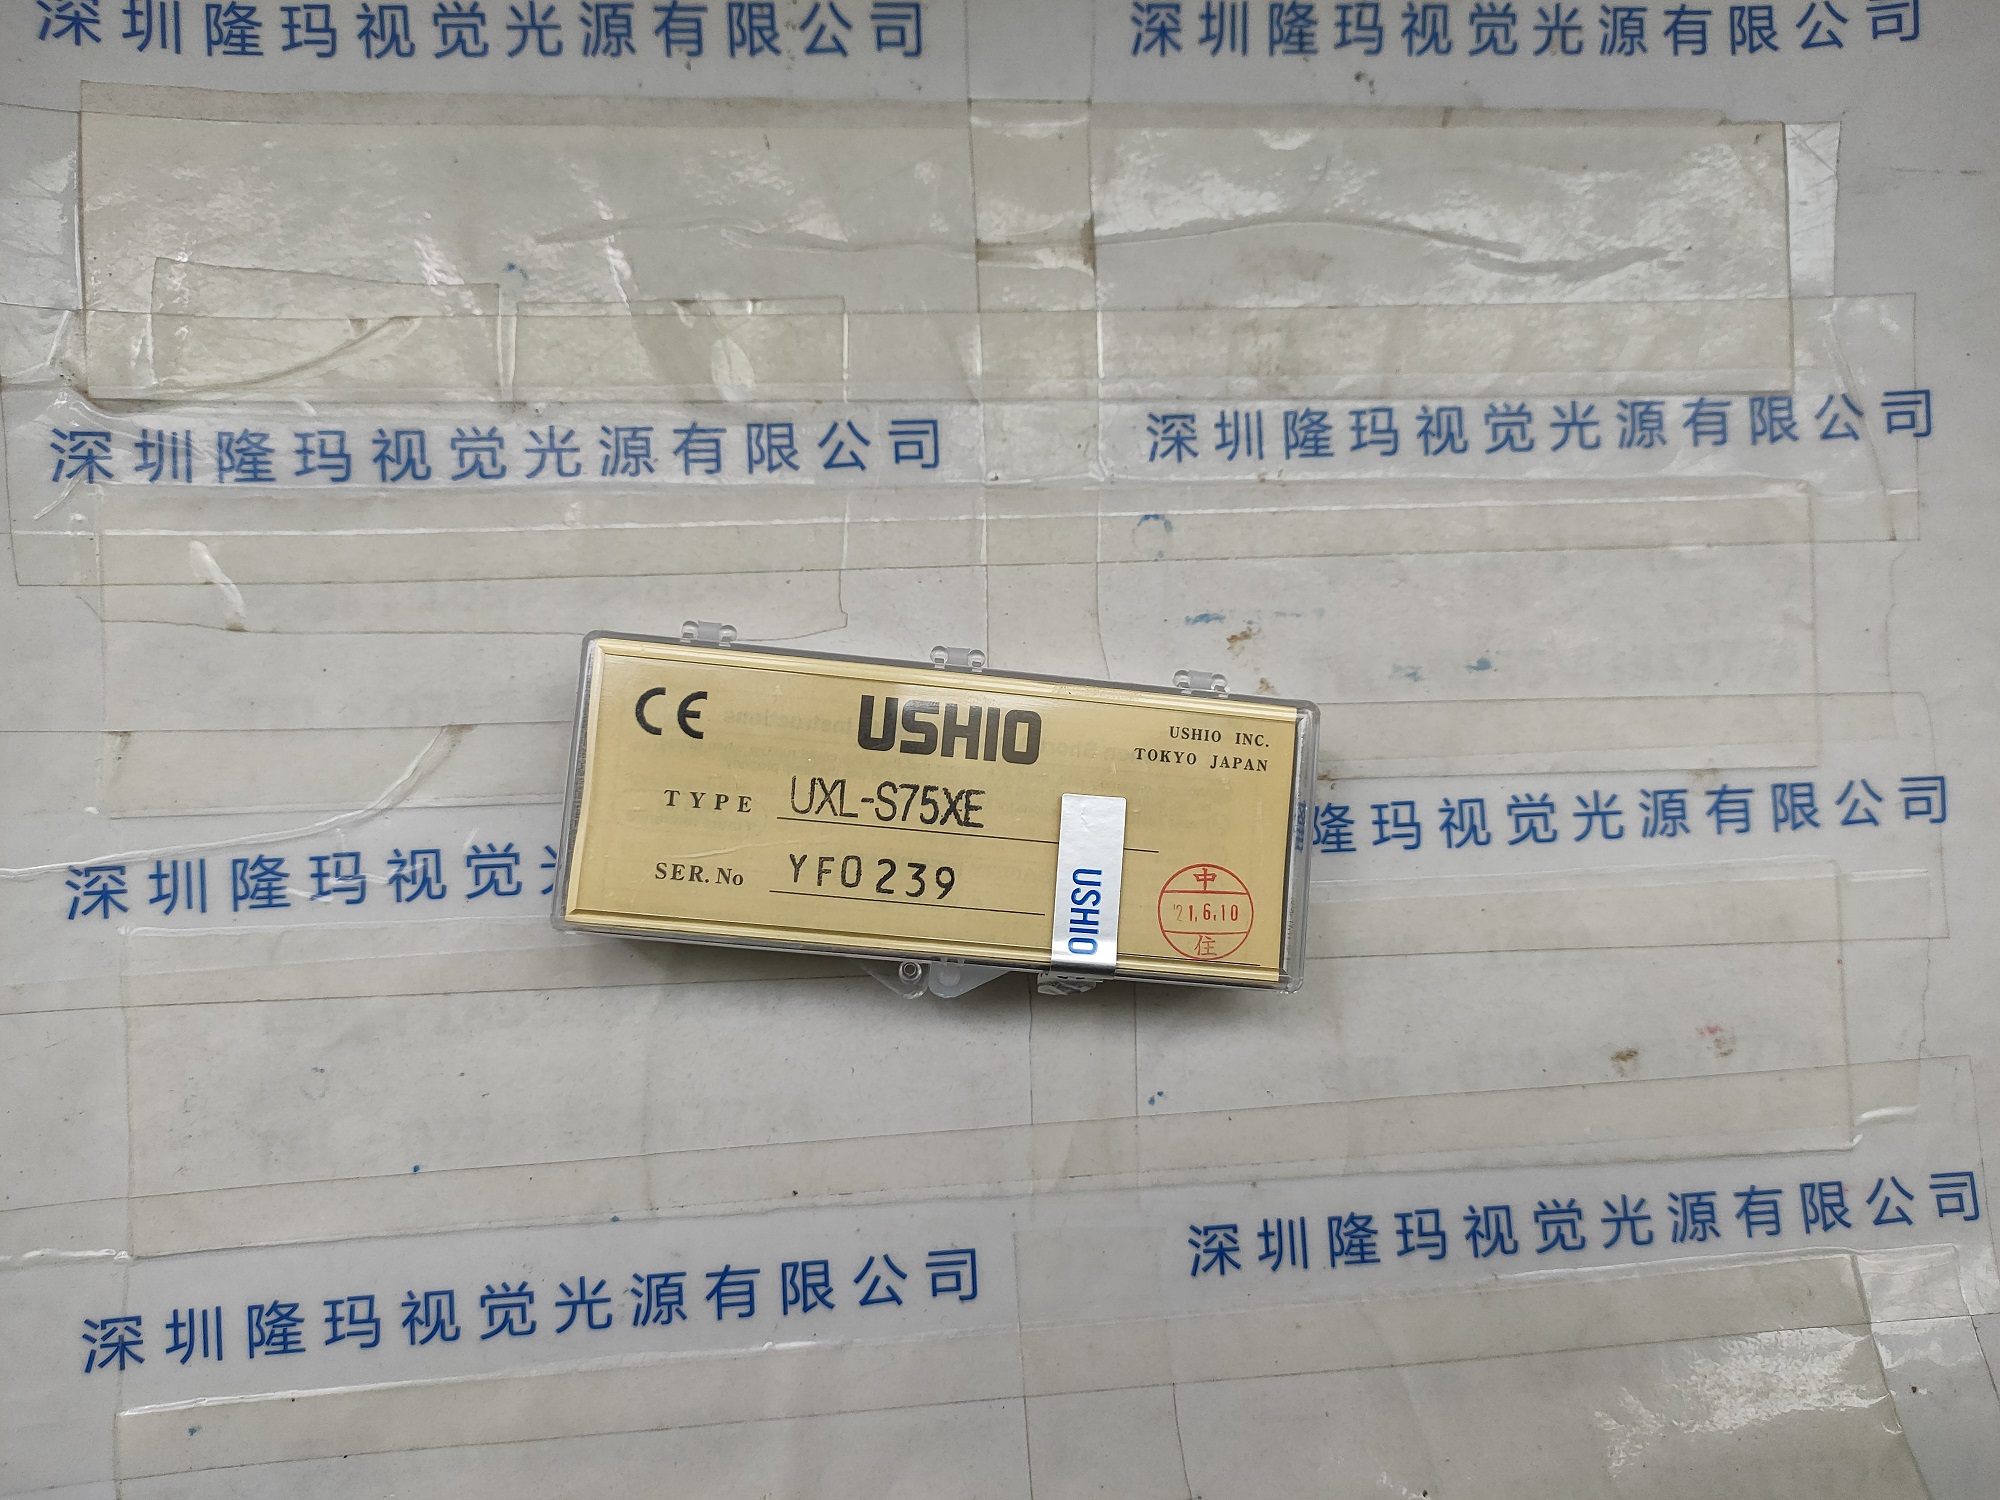 深圳隆玛视觉光源有限公司
深圳隆玛视觉光源有限公司
深圳隆玛视觉光源有限公司
深圳隆玛视觉光源有限公司
CE
USHIO
USHIO INC.
TOKYO JAPAN
TYPE UXL-S75XE
SER. No YF0239
USHIO
中
'21.6.10
住
深圳隆玛视觉
隆玛视觉光源有限公司
深圳隆玛视觉光源有限公司
深圳隆玛视觉光源有限公司